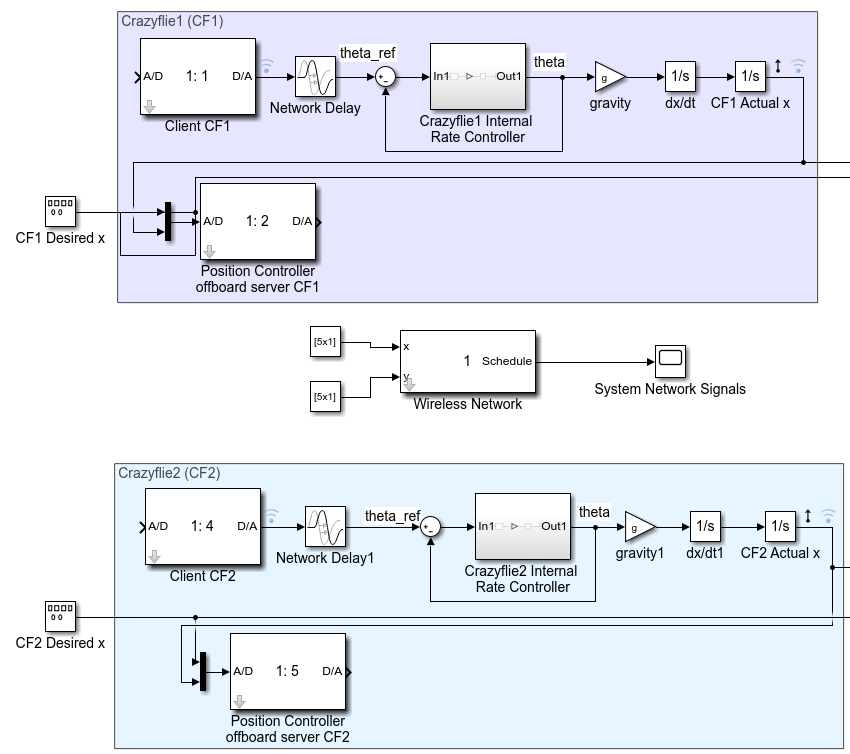 Crazyflie1 (CF1)
A/D 1: 1 D/A
Client CF1
Network Delay
theta_ref
+_
In1 Out1
Crazyflie1 Internal
Rate Controller
theta
g
gravity
1/s
dx/dt
1/s
CF1 Actual x
CF1 Desired x
A/D 1: 2 D/A
Position Controller
offboard server CF1
[5x1]
[5x1]
x
y
1 Schedule
Wireless Network
System Network Signals
Crazyflie2 (CF2)
A/D 1: 4 D/A
Client CF2
Network Delay1
theta_ref
+_
In1 Out1
Crazyflie2 Internal
Rate Controller
theta
g
gravity1
1/s
dx/dt1
1/s
CF2 Actual x
CF2 Desired x
A/D 1: 5 D/A
Position Controller
offboard server CF2